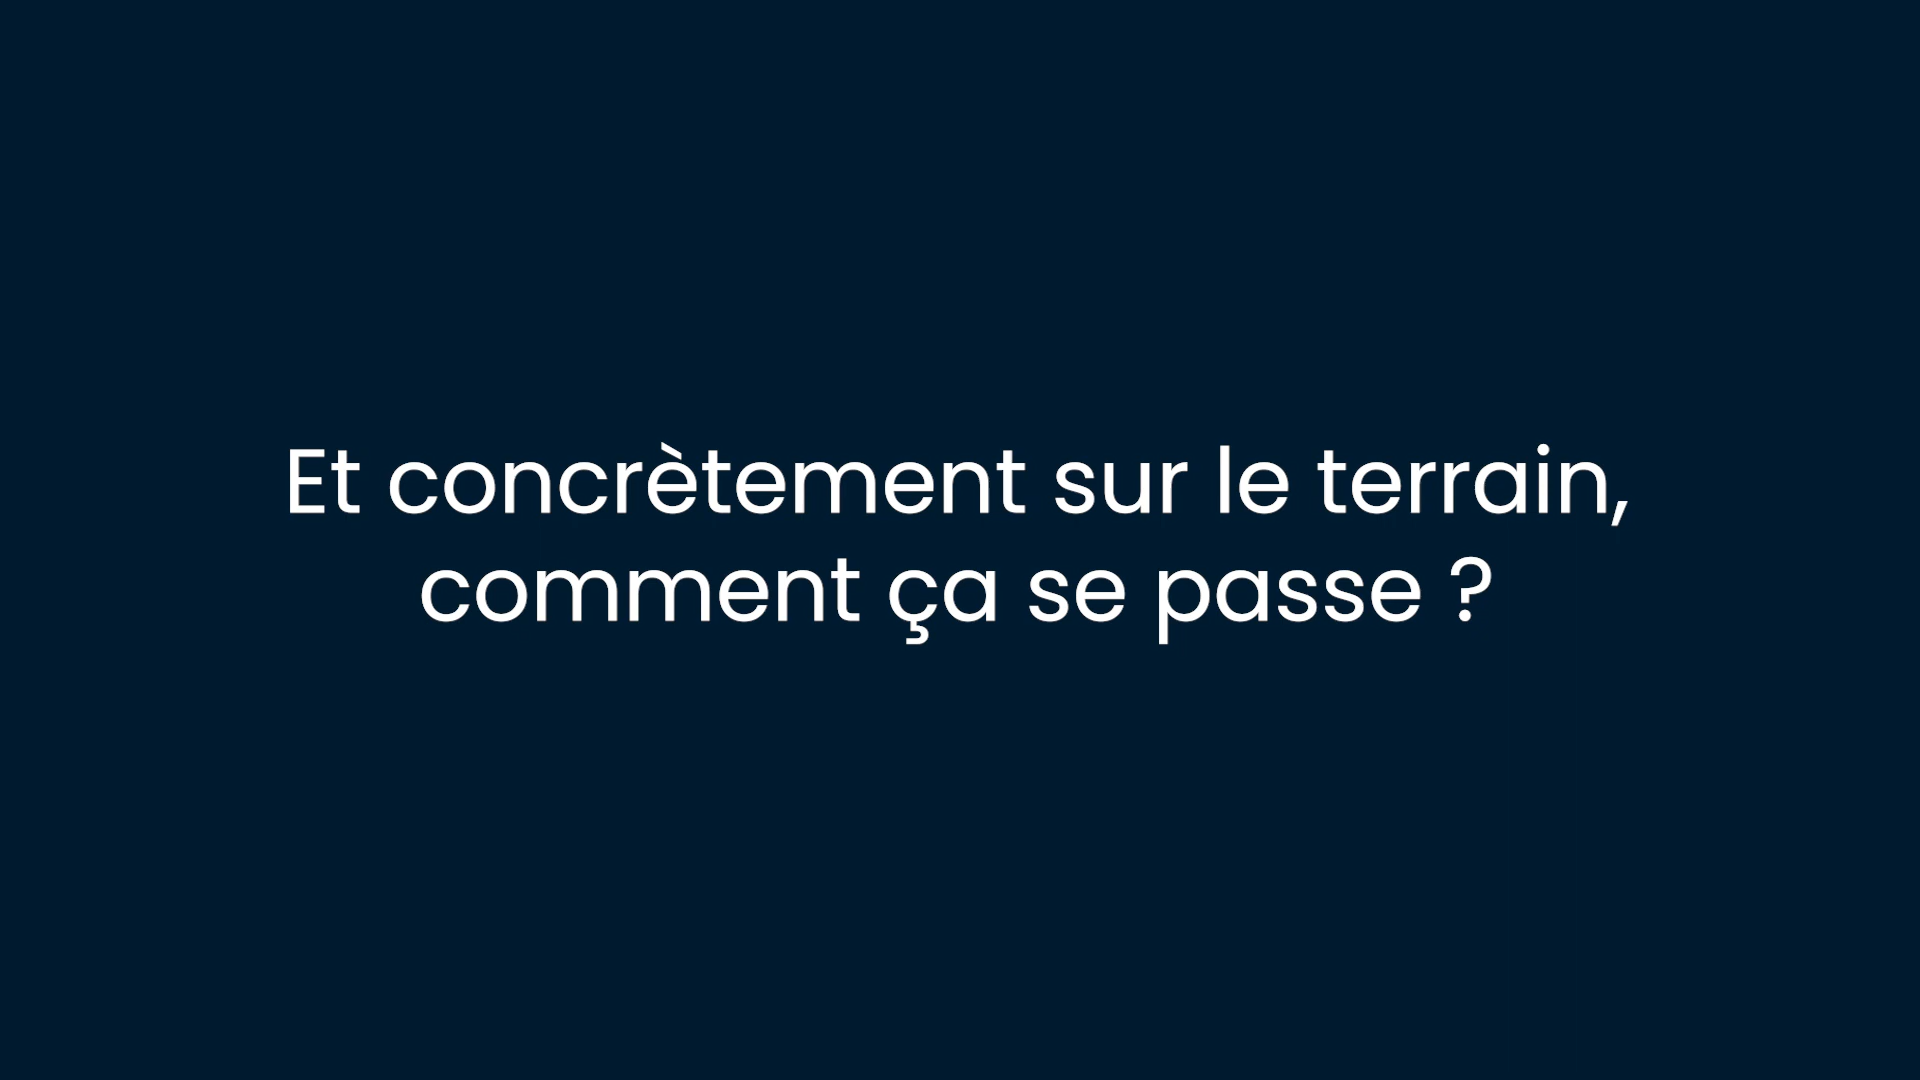 Et concrètement sur le terrain,
comment ça se passe ?